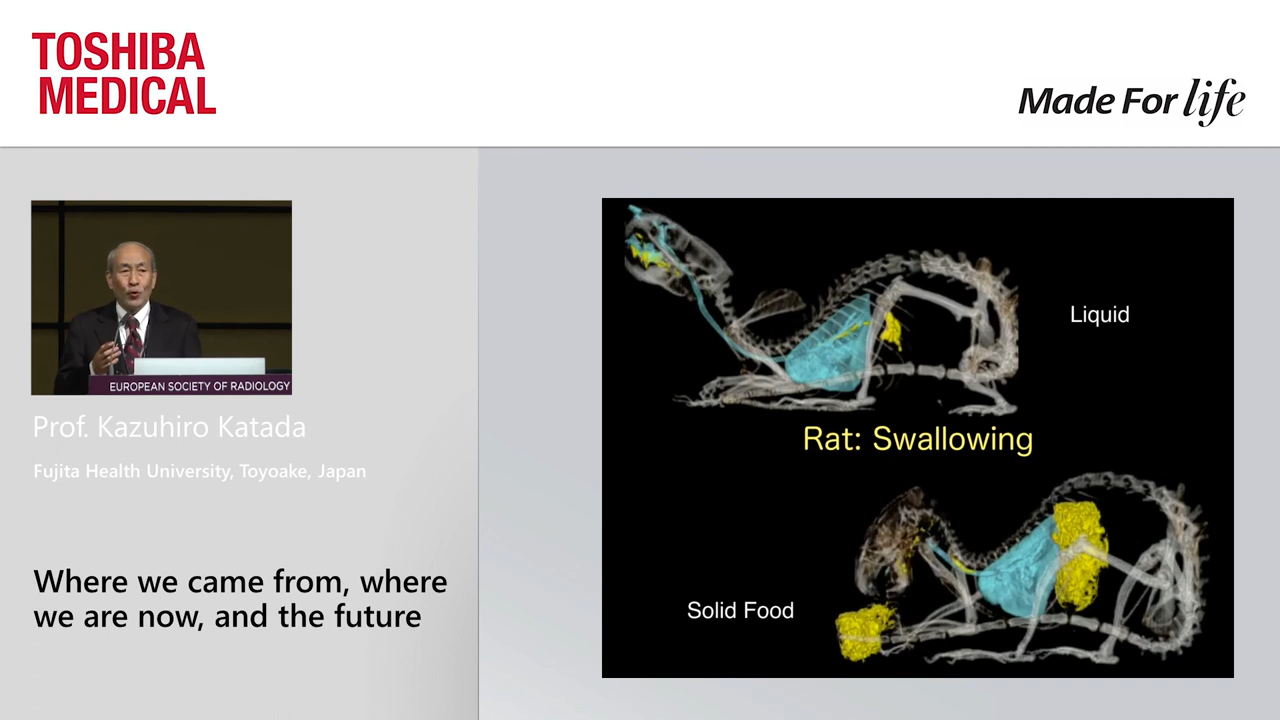 TOSHIBA
MEDICAL
Made For life
EUROPEAN SOCIETY OF RADIOLOGY
Prof. Kazuhiro Katada
Fujita Health University, Toyoake, Japan
Where we came from, where
we are now, and the future
Liquid
Rat: Swallowing
Solid Food